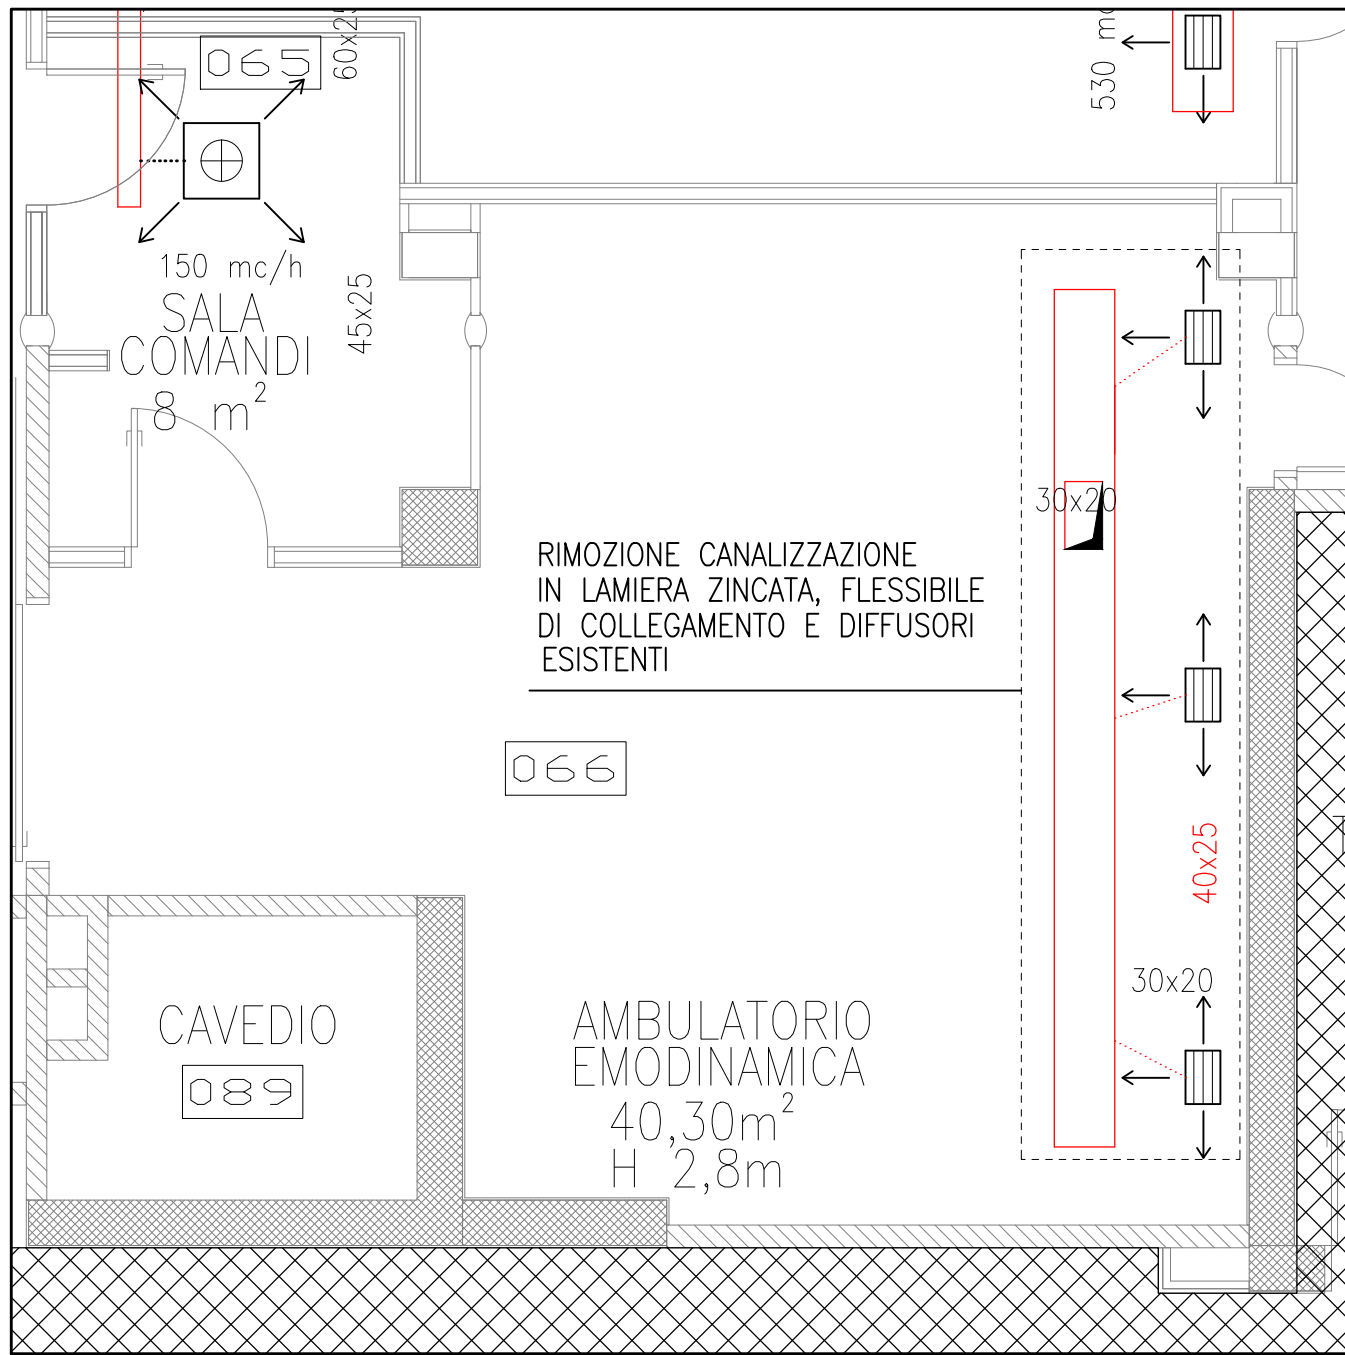 065
60x25
530 mc
150 mc/h
SALA
COMANDI
8 m²
45x25
30x20
RIMOZIONE CANALIZZAZIONE
IN LAMIERA ZINCATA, FLESSIBILE
DI COLLEGAMENTO E DIFFUSORI
ESISTENTI
066
40x25
30x20
CAVEDIO
089
AMBULATORIO
EMODINAMICA
40,30m²
H 2,8m